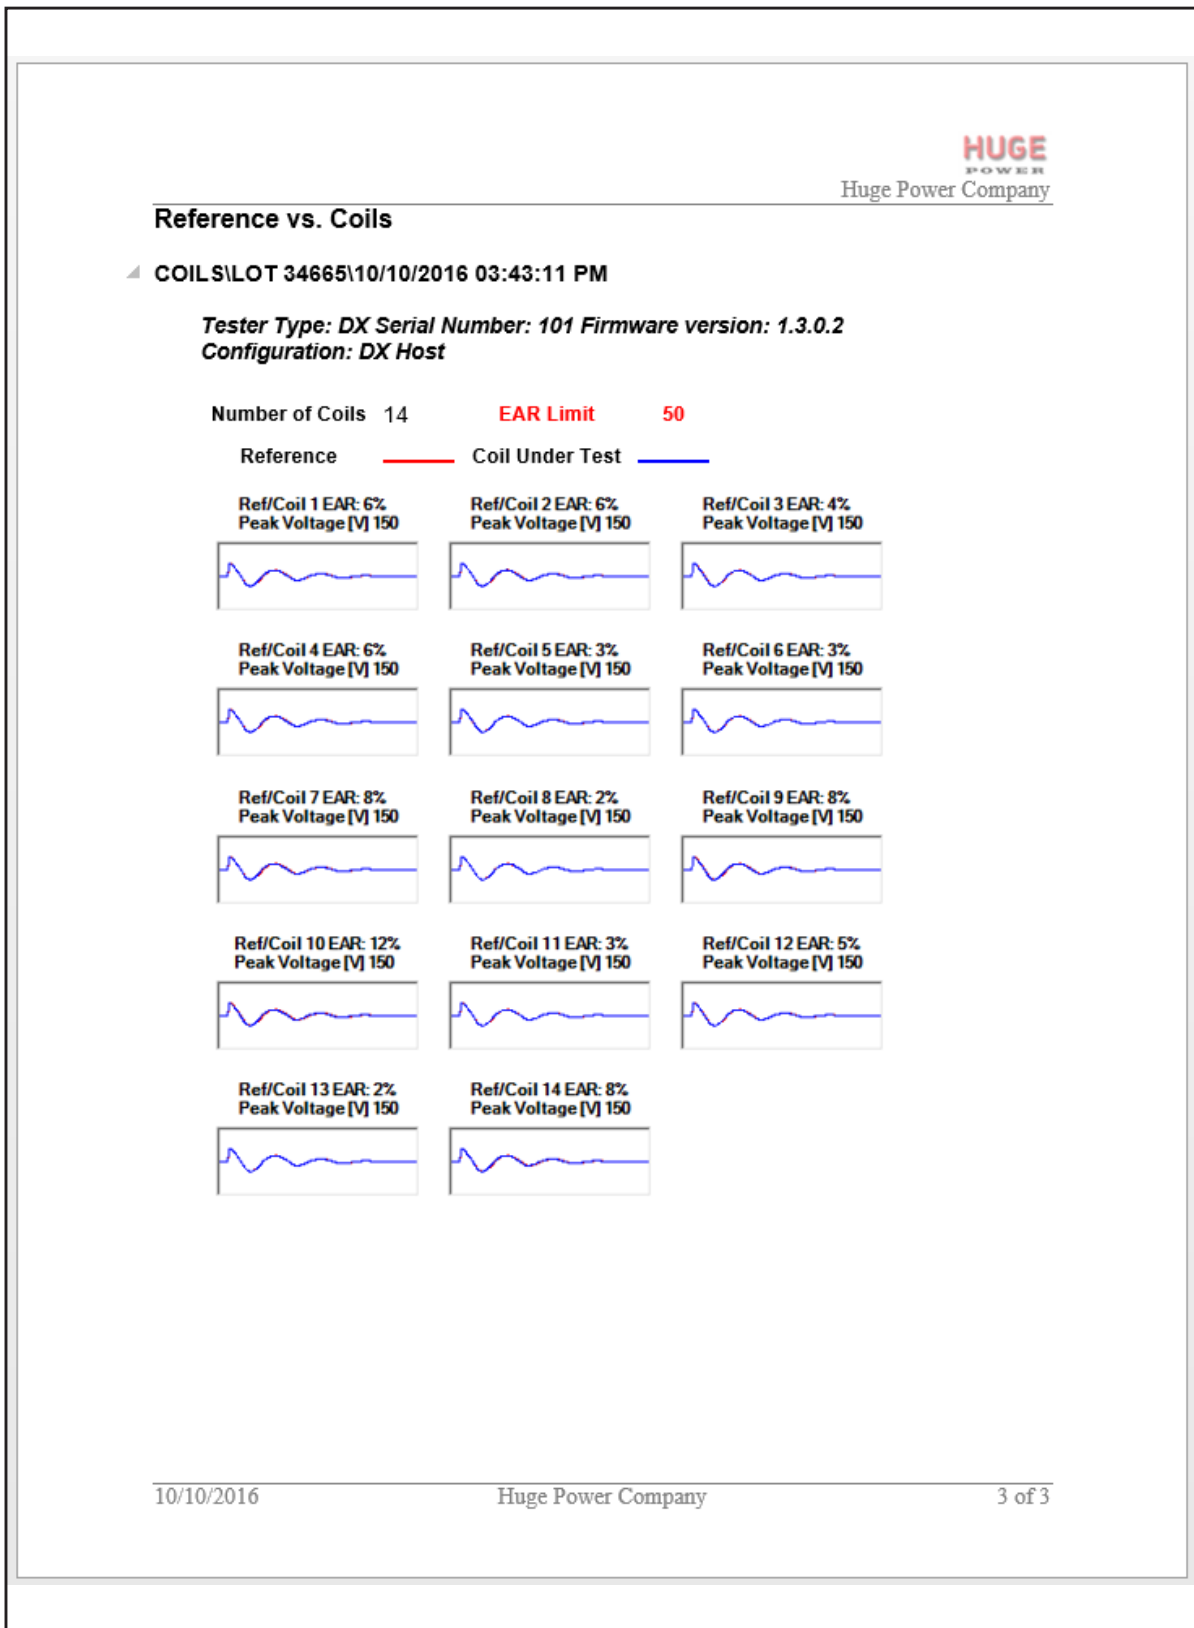 HUGE
POWER
Huge Power Company
Reference vs. Coils
COILS\LOT 34665\10/10/2016 03:43:11 PM
Tester Type: DX Serial Number: 101 Firmware version: 1.3.0.2
Configuration: DX Host
Number of Coils 14 EAR Limit 50
Reference Coil Under Test
Ref/Coil 1 EAR: 6% Ref/Coil 2 EAR: 6% Ref/Coil 3 EAR: 4%
Peak Voltage [V] 150 Peak Voltage [V] 150 Peak Voltage [V] 150
Ref/Coil 4 EAR: 6% Ref/Coil 5 EAR: 3% Ref/Coil 6 EAR: 3%
Peak Voltage [V] 150 Peak Voltage [V] 150 Peak Voltage [V] 150
Ref/Coil 7 EAR: 8% Ref/Coil 8 EAR: 2% Ref/Coil 9 EAR: 8%
Peak Voltage [V] 150 Peak Voltage [V] 150 Peak Voltage [V] 150
Ref/Coil 10 EAR: 12% Ref/Coil 11 EAR: 3% Ref/Coil 12 EAR: 5%
Peak Voltage [V] 150 Peak Voltage [V] 150 Peak Voltage [V] 150
Ref/Coil 13 EAR: 2% Ref/Coil 14 EAR: 8%
Peak Voltage [V] 150 Peak Voltage [V] 150
10/10/2016 Huge Power Company 3 of 3